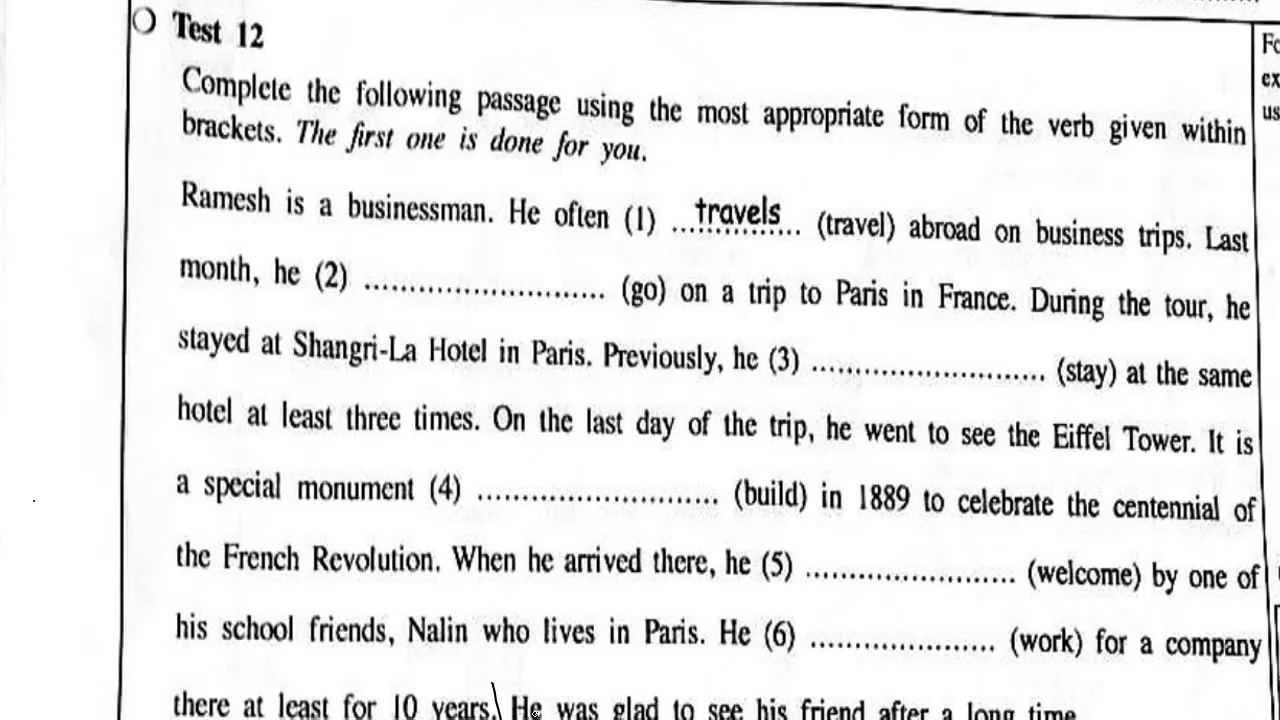 Test 12
Complete the following passage using the most appropriate form of the verb given within
brackets. The first one is done for you.
Ramesh is a businessman. He often (1) ...travels... (travel) abroad on business trips. Last
month, he (2) ........................... (go) on a trip to Paris in France. During the tour, he
stayed at Shangri-La Hotel in Paris. Previously, he (3) .......................... (stay) at the same
hotel at least three times. On the last day of the trip, he went to see the Eiffel Tower. It is
a special monument (4) ........................... (build) in 1889 to celebrate the centennial of
the French Revolution. When he arrived there, he (5) ....................... (welcome) by one of
his school friends, Nalin who lives in Paris. He (6) ..................... (work) for a company
there at least for 10 years. He was glad to see his friend after a long time.